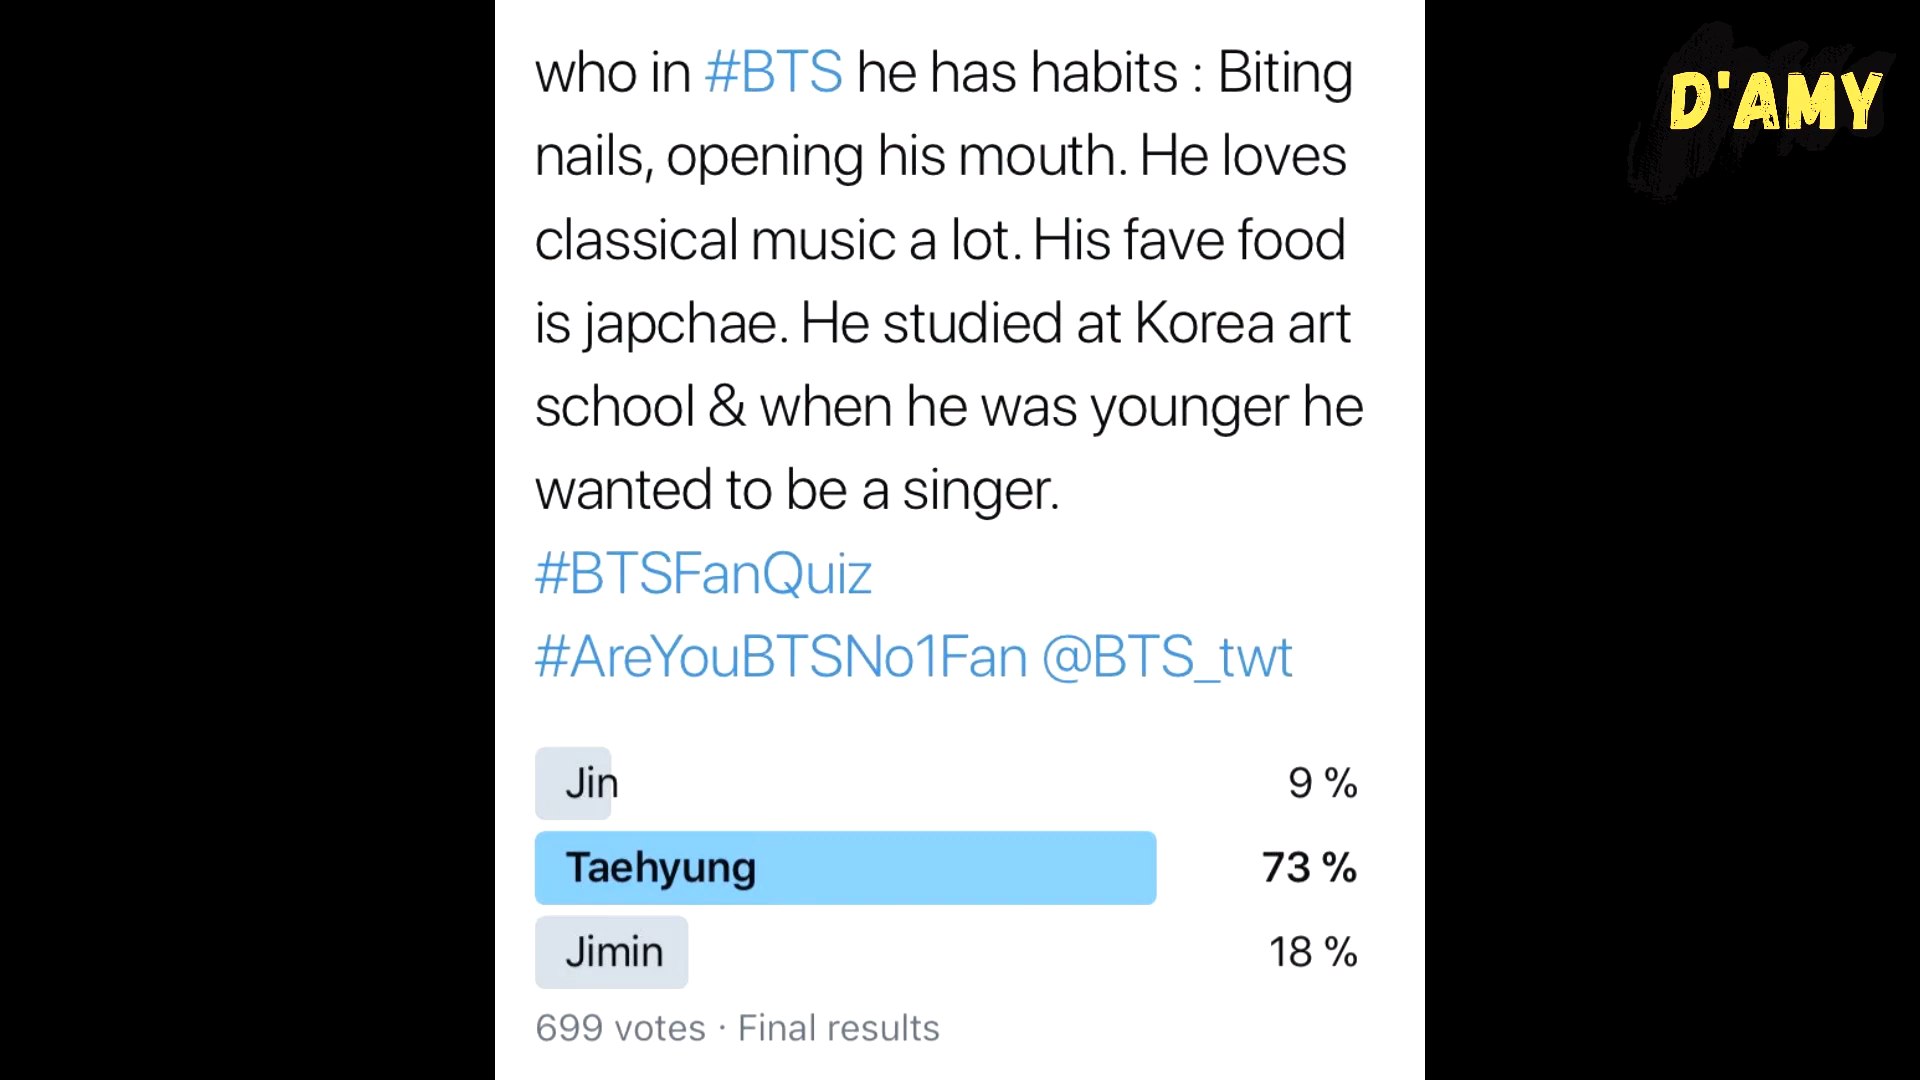 who in #BTS he has habits : Biting
nails, opening his mouth. He loves
classical music a lot. His fave food
is japchae. He studied at Korea art
school & when he was younger he
wanted to be a singer.
#BTSFanQuiz
#AreYouBTSNo1Fan @BTS_twt
Jin 9 %
Taehyung 73 %
Jimin 18 %
699 votes · Final results
D'AMY